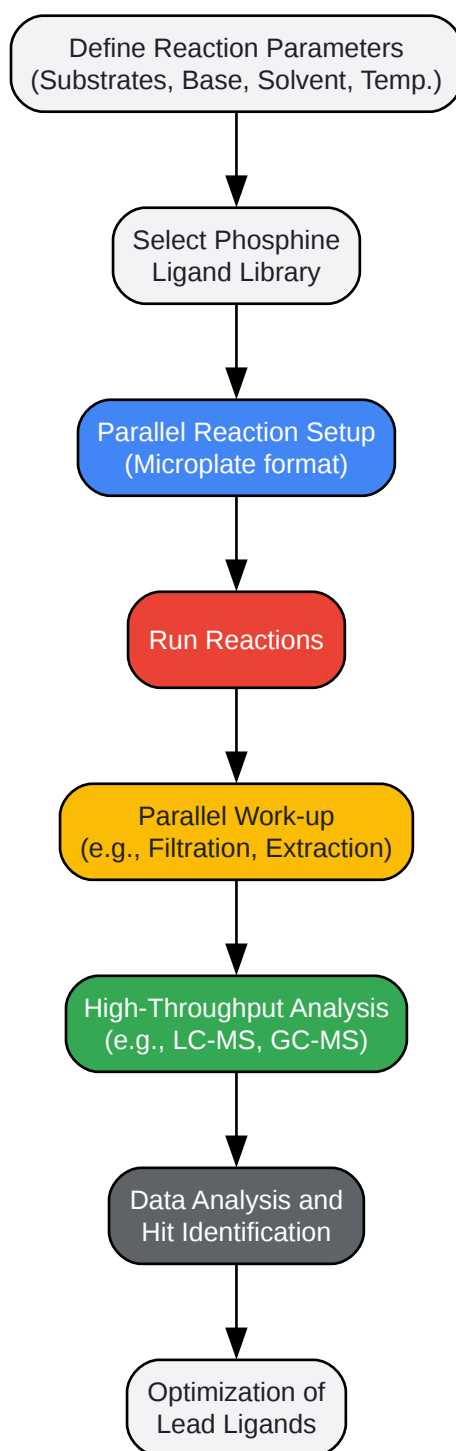 Define Reaction Parameters
(Substrates, Base, Solvent, Temp.)
Select Phosphine
Ligand Library
Parallel Reaction Setup
(Microplate format)
Run Reactions
Parallel Work-up
(e.g., Filtration, Extraction)
High-Throughput Analysis
(e.g., LC-MS, GC-MS)
Data Analysis and
Hit Identification
Optimization of
Lead Ligands